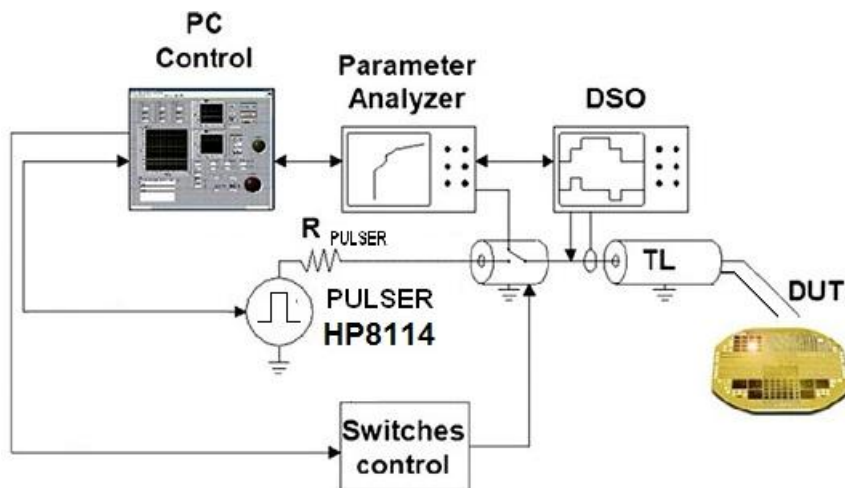 PC
Control
Parameter
Analyzer
DSO
R PULSER
TL
PULSER
HP8114
DUT
Switches
control